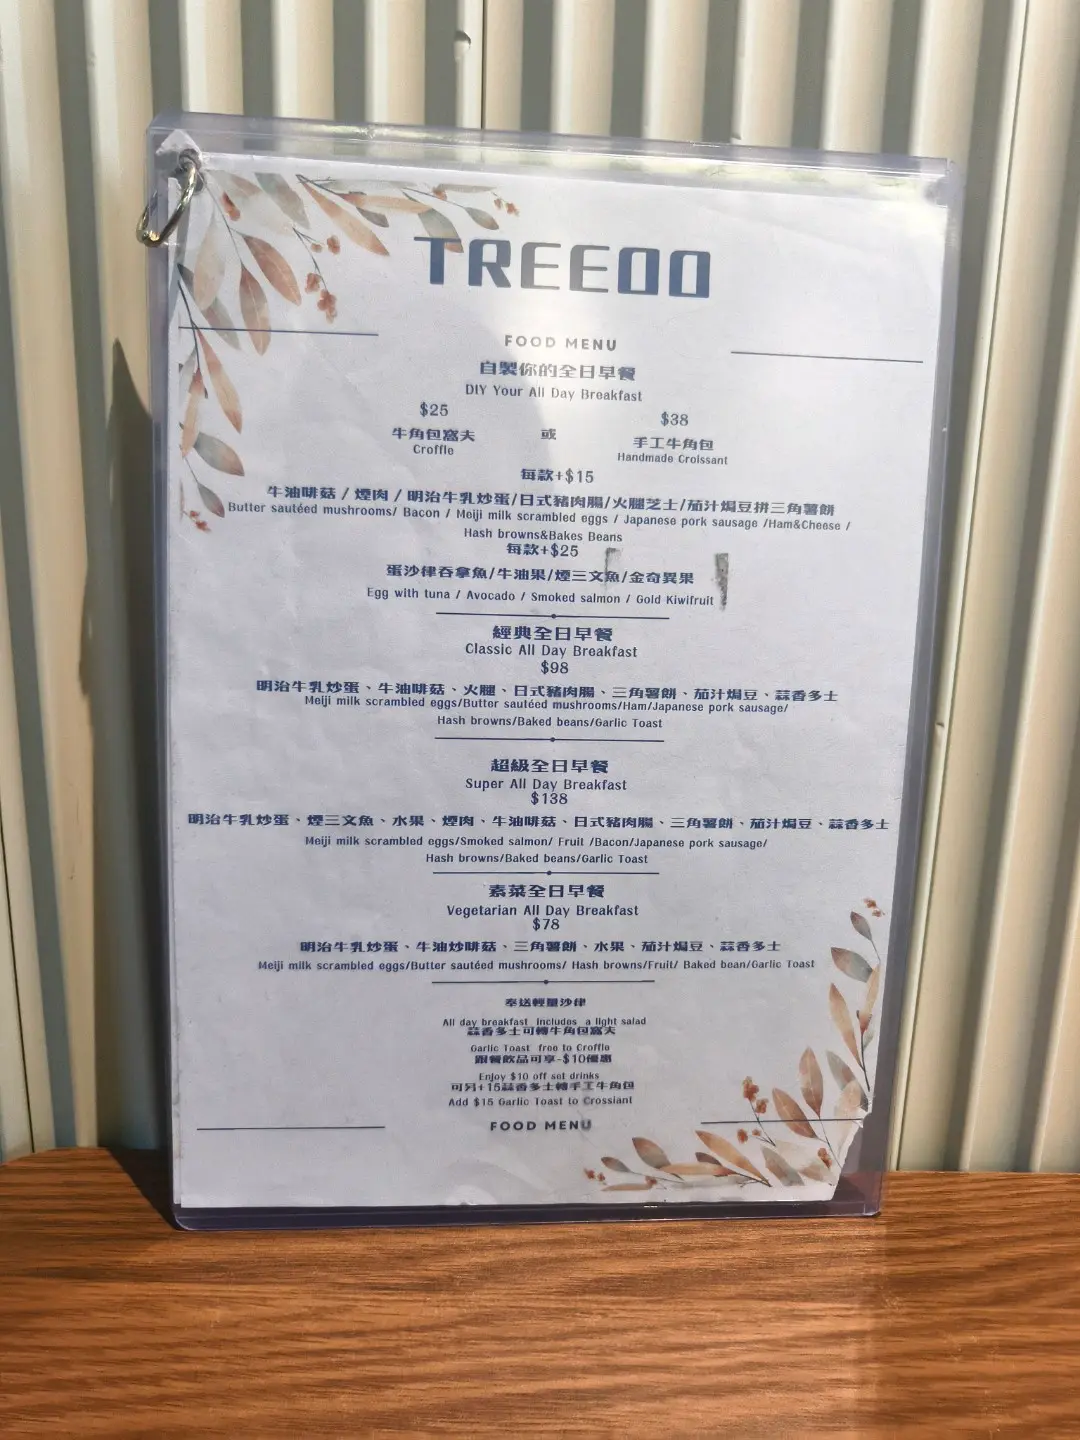 TREEOO
FOOD MENU
自製你的全日早餐
DIY Your All Day Breakfast
$25
$38
牛角包窩夫
或
手工牛角包
Croffle
Handmade Croissant
每款+$15
牛油啡菇 / 煙肉 / 明治牛乳炒蛋/日式豬肉腸/火腿芝士/茄汁焗豆拼三角薯餅
Butter sautéed mushrooms/ Bacon / Meiji milk scrambled eggs / Japanese pork sausage /Ham&Cheese /
Hash browns&Bakes Beans
每款+$25
蛋沙律吞拿魚/牛油果/煙三文魚/金奇異果
Egg with tuna / Avocado / Smoked salmon / Gold Kiwifruit
經典全日早餐
Classic All Day Breakfast
$98
明治牛乳炒蛋、牛油啡菇、火腿、日式豬肉腸、三角薯餅、茄汁焗豆、蒜香多士
Meiji milk scrambled eggs/Butter sautéed mushrooms/Ham/Japanese pork sausage/
Hash browns/Baked beans/Garlic Toast
超級全日早餐
Super All Day Breakfast
$138
明治牛乳炒蛋、煙三文魚、水果、煙肉、牛油啡菇、日式豬肉腸、三角薯餅、茄汁焗豆、蒜香多士
Meiji milk scrambled eggs/Smoked salmon/ Fruit /Bacon/Japanese pork sausage/
Hash browns/Baked beans/Garlic Toast
素菜全日早餐
Vegetarian All Day Breakfast
$78
明治牛乳炒蛋、牛油炒啡菇、三角薯餅、水果、茄汁焗豆、蒜香多士
Meiji milk scrambled eggs/Butter sautéed mushrooms/ Hash browns/Fruit/ Baked bean/Garlic Toast
奉送輕量沙律
All day breakfast includes a light salad
蒜香多士可轉牛角包窩夫
Garlic Toast free to Croffle
跟餐飲品可享-$10優惠
Enjoy $10 off set drinks
可另+15蒜香多士轉手工牛角包
Add $15 Garlic Toast to Crossiant
FOOD MENU